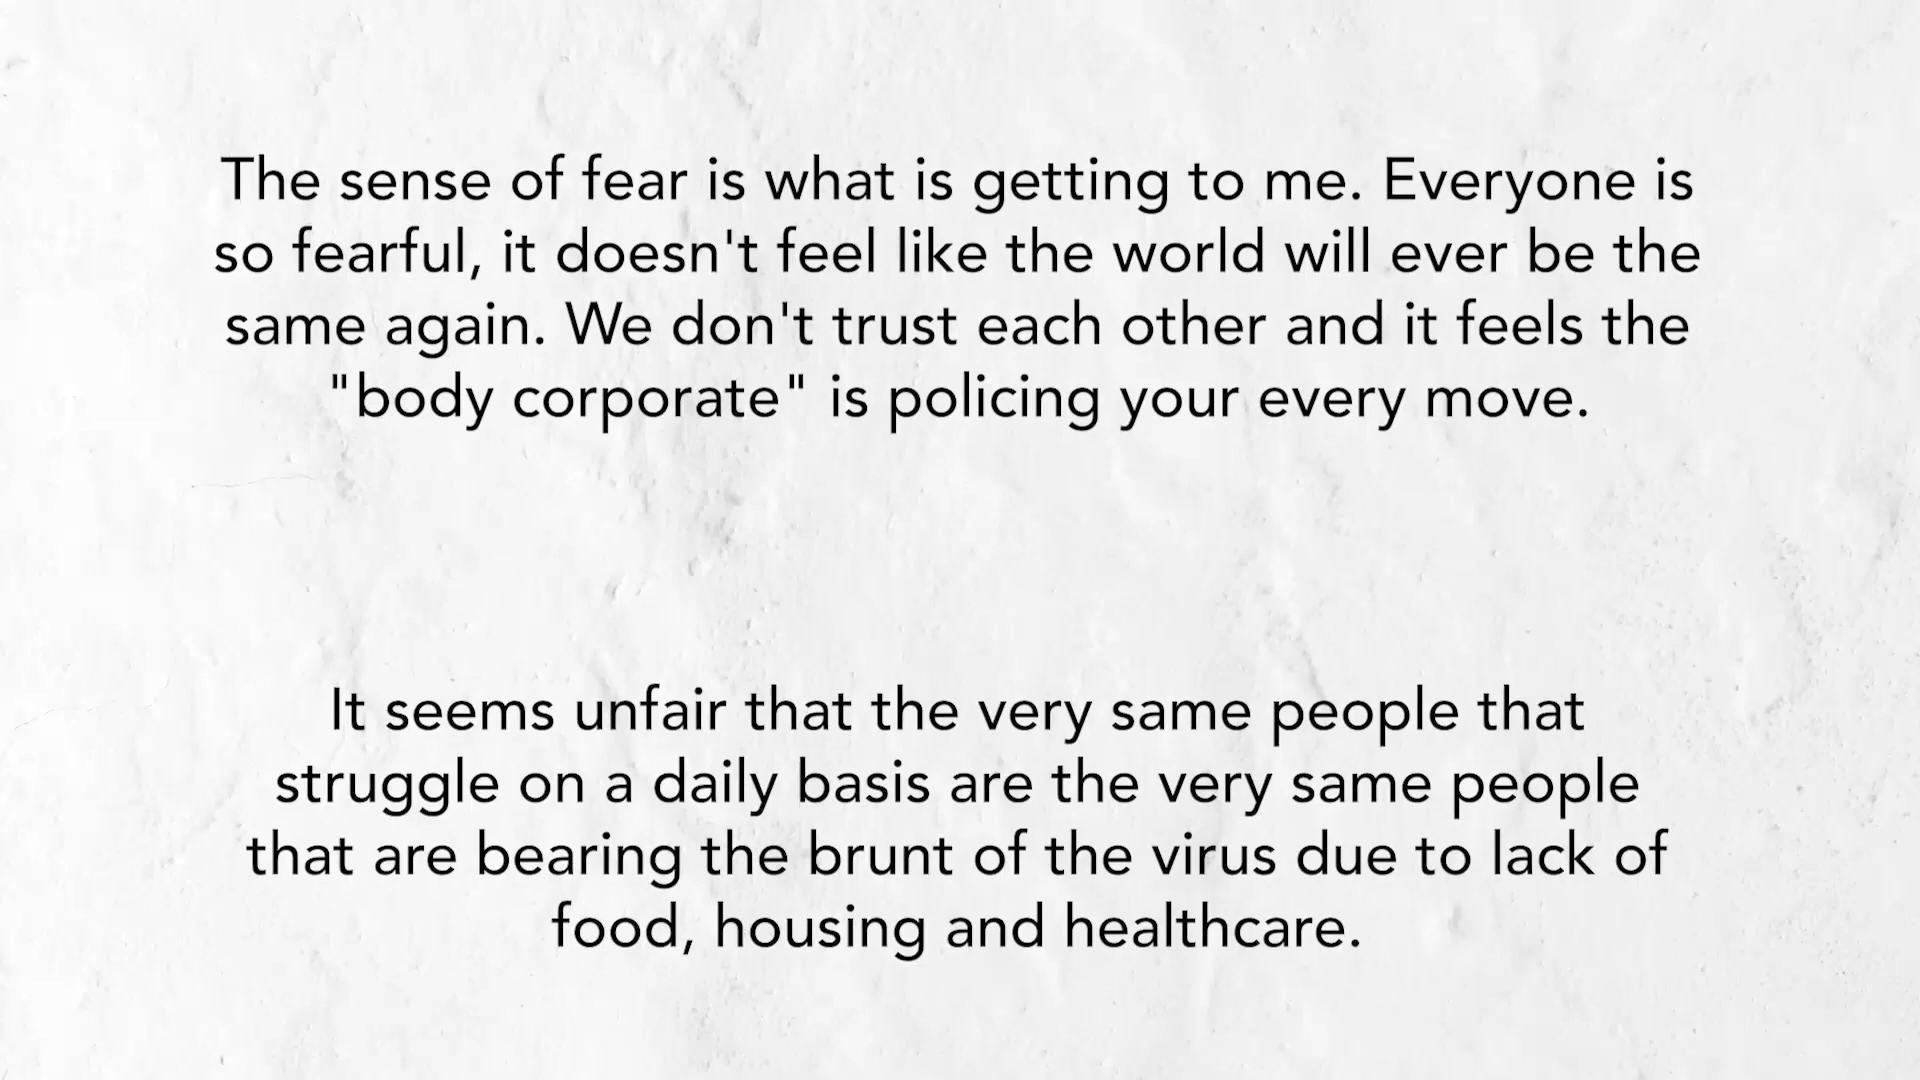 The sense of fear is what is getting to me. Everyone is
so fearful, it doesn't feel like the world will ever be the
same again. We don't trust each other and it feels the
"body corporate" is policing your every move.
It seems unfair that the very same people that
struggle on a daily basis are the very same people
that are bearing the brunt of the virus due to lack of
food, housing and healthcare.